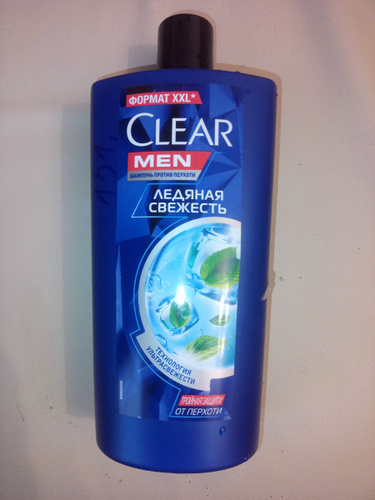 ФОРМАТ XXL*
CLEAR
MEN
ШАМПУНЬ ПРОТИВ ПЕРХОТИ
ЛЕДЯНАЯ
СВЕЖЕСТЬ
ТЕХНОЛОГИЯ
УЛЬТРАСВЕЖЕСТИ
ТРОЙНАЯ ЗАЩИТА
ОТ ПЕРХОТИ